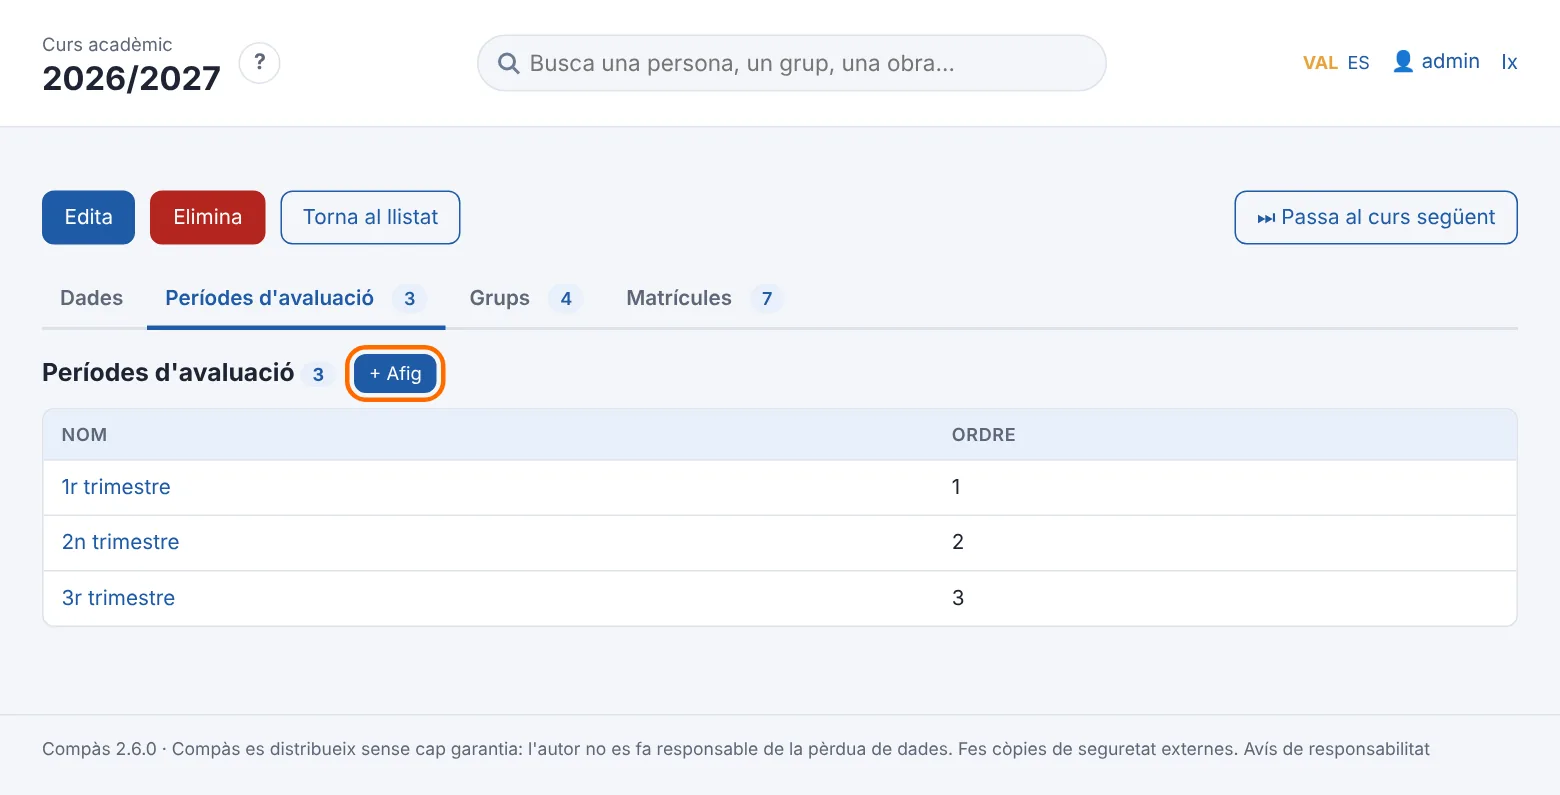 Curs acadèmic
2026/2027
?
Busca una persona, un grup, una obra...
VAL ES admin Ix
Edita
Elimina
Torna al llistat
Passa al curs següent
Dades
Períodes d'avaluació 3
Grups 4
Matrícules 7
Períodes d'avaluació 3 + Afig
NOM ORDRE
1r trimestre 1
2n trimestre 2
3r trimestre 3
Compàs 2.6.0 · Compàs es distribueix sense cap garantia: l'autor no es fa responsable de la pèrdua de dades. Fes còpies de seguretat externes. Avís de responsabilitat